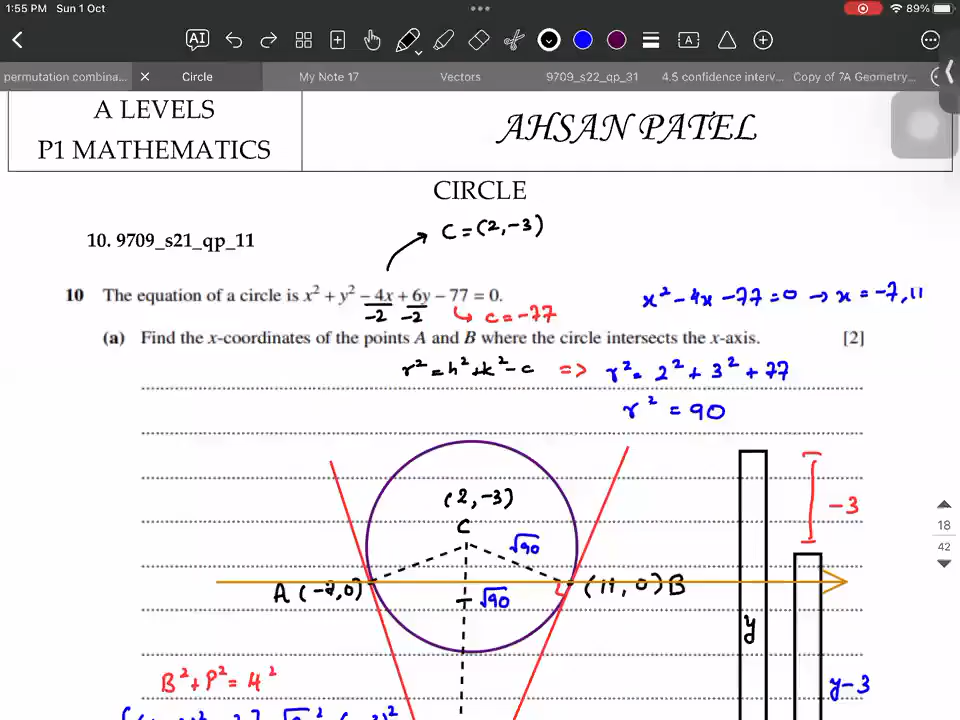 1:55 PM Sun 1 Oct
89%
AI
A
permutation combina...
Circle
My Note 17
Vectors
9709_s22_qp_31
4.5 confidence interv...
Copy of 7A Geometry...
A LEVELS
P1 MATHEMATICS
AHSAN PATEL
CIRCLE
C = (2, -3)
10. 9709_s21_qp_11
10 The equation of a circle is x² + y² − 4x + 6y − 77 = 0.
-2 -2
c = -77
x² - 4x - 77 = 0 → x = -7, 11
(a) Find the x-coordinates of the points A and B where the circle intersects the x-axis. [2]
r² = h² + k² - c => r² = 2² + 3² + 77
r² = 90
(2, -3)
C
√90
-3
18
42
A (-7, 0)
√90
(11, 0) B
y
B² + P² = H²
y-3